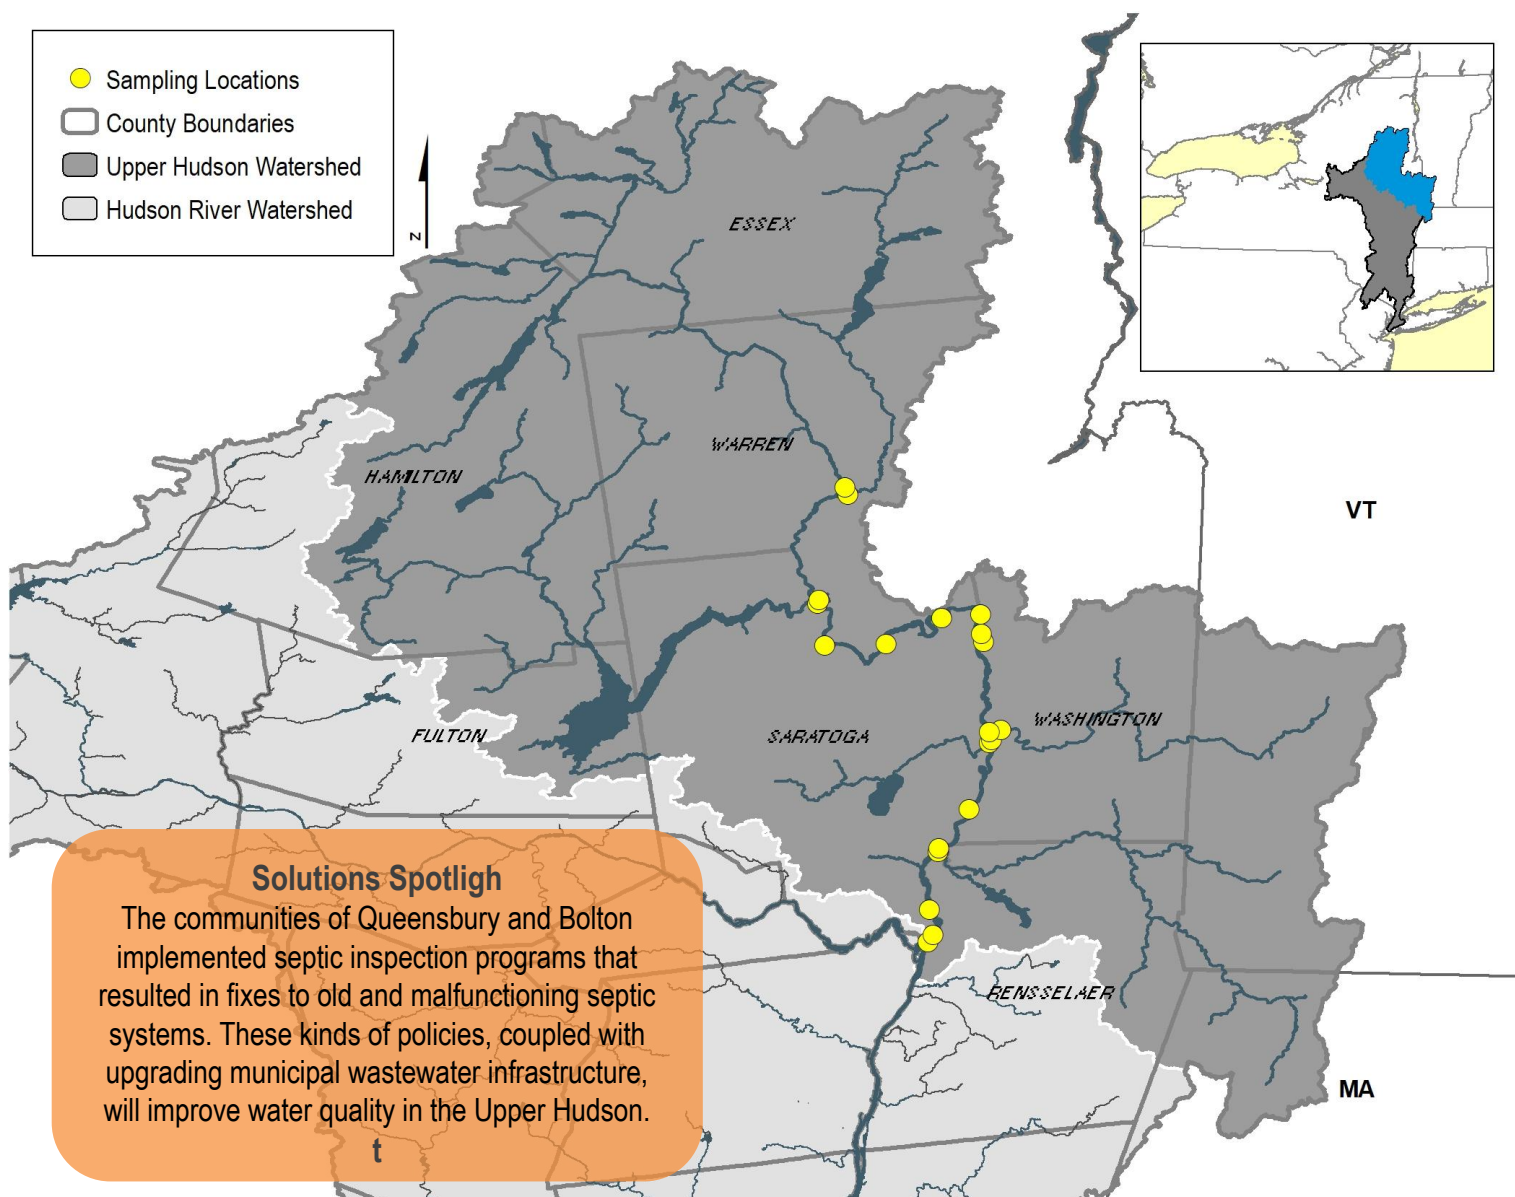 Sampling Locations
County Boundaries
Upper Hudson Watershed
Hudson River Watershed
z
ESSEX
WARREN
HAMILTON
VT
WASHINGTON
SARATOGA
FULTON
RENSSELAER
MA
Solutions Spotligh
The communities of Queensbury and Bolton
implemented septic inspection programs that
resulted in fixes to old and malfunctioning septic
systems. These kinds of policies, coupled with
upgrading municipal wastewater infrastructure,
will improve water quality in the Upper Hudson.
t